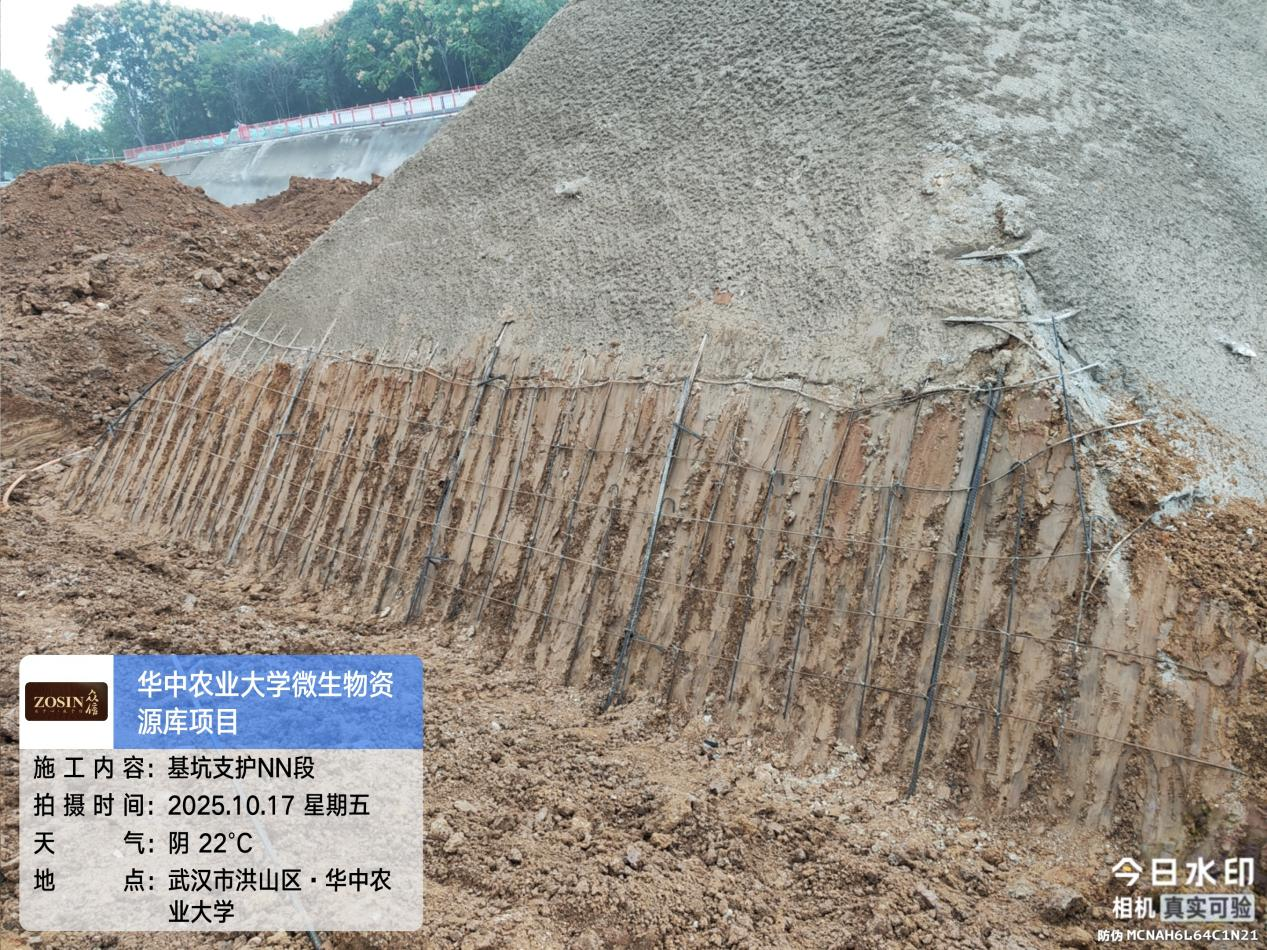 ZOSIN 众信
华中农业大学微生物资
源库项目
施工内容：基坑支护NN段
拍摄时间：2025.10.17 星期五
天气：阴 22°C
地点：武汉市洪山区·华中农
业大学
今日水印
相机 真实可验
防伪 MCNAH6L64C1N21